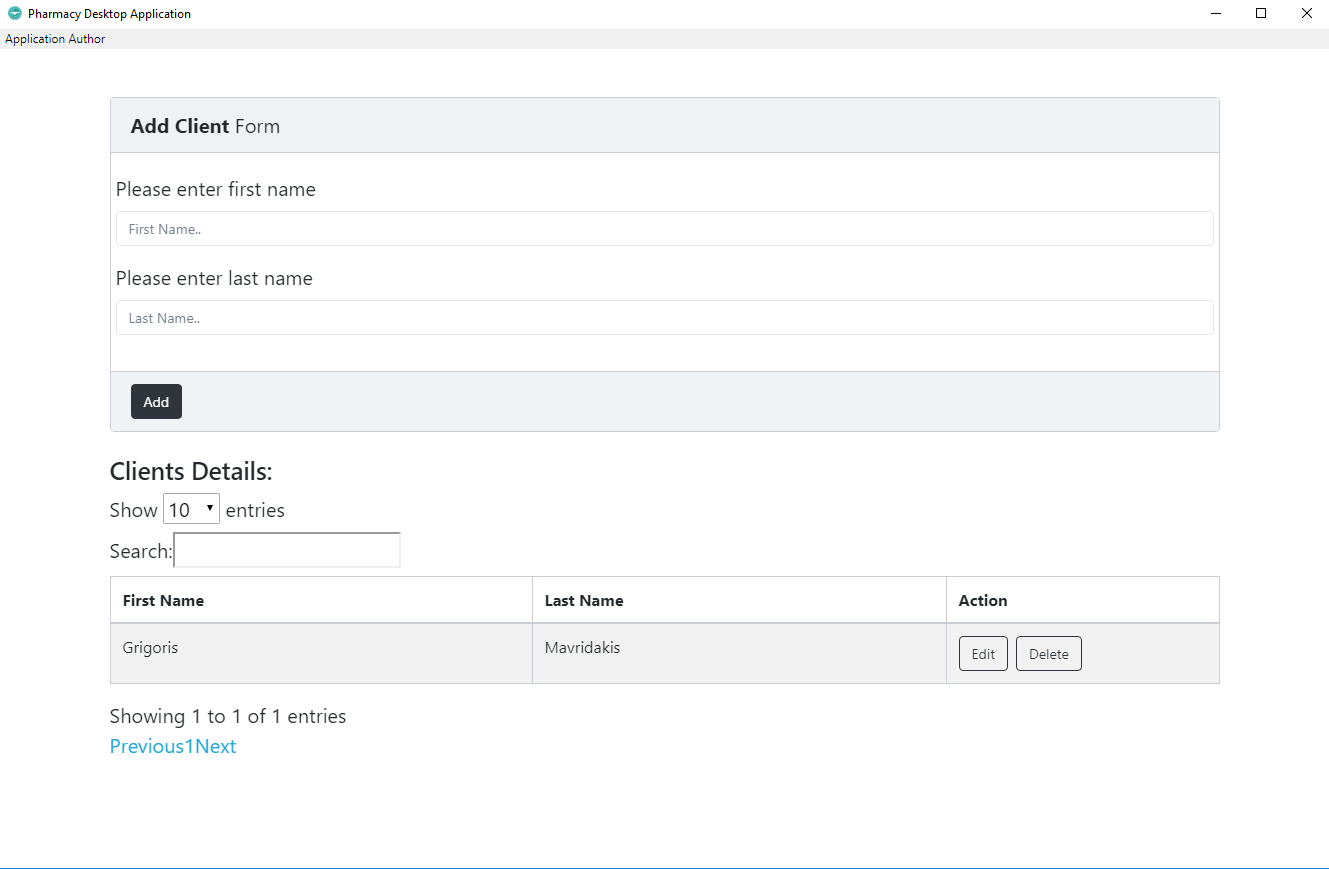 Pharmacy Desktop Application
Application Author
Add Client Form
Please enter first name
First Name..
Please enter last name
Last Name..
Add
Clients Details:
Show 10 entries
Search:
First Name Last Name Action
Grigoris Mavridakis Edit Delete
Showing 1 to 1 of 1 entries
Previous1Next